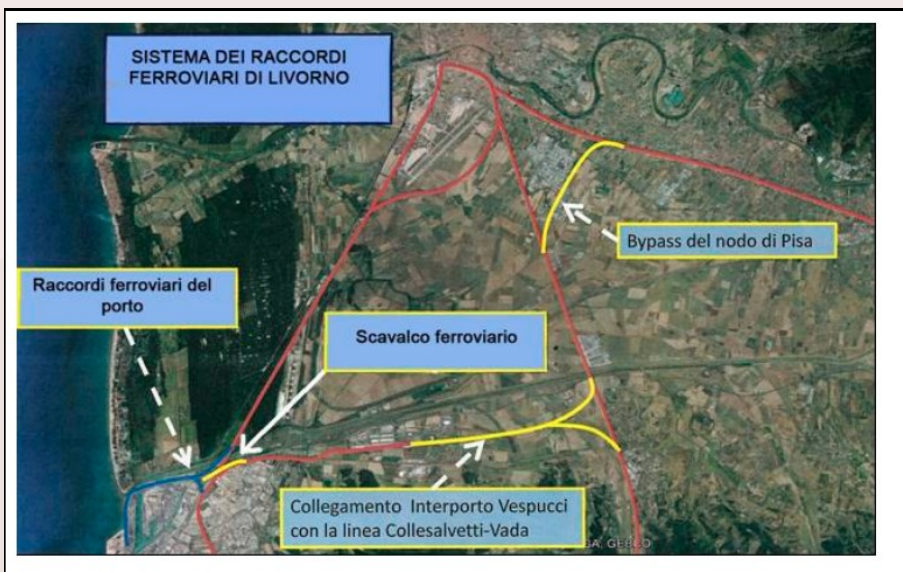 SISTEMA DEI RACCORDI
FERROVIARI DI LIVORNO
Bypass del nodo di Pisa
Raccordi ferroviari del
porto
Scavalco ferroviario
Collegamento Interporto Vespucci
con la linea Collesalvetti-Vada